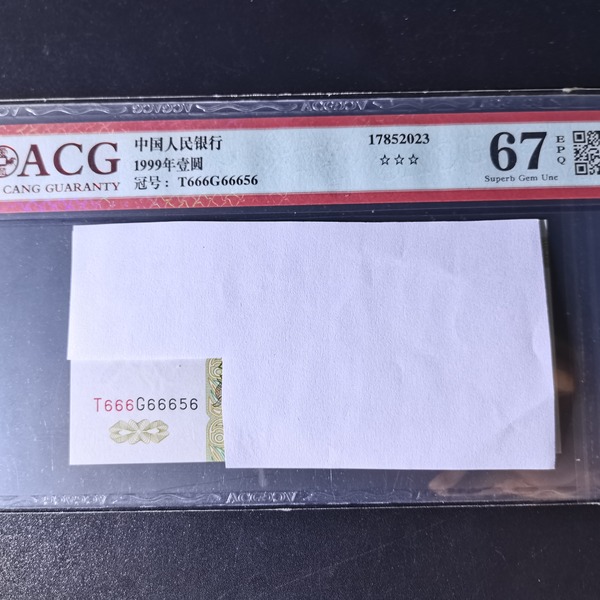 ACG
CANG GUARANTY
中国人民银行
1999年壹圆
冠号：T666G66656
17852023
☆☆☆
67
EPQ
Superb Gem Unc
T666G66656
ACGCDV